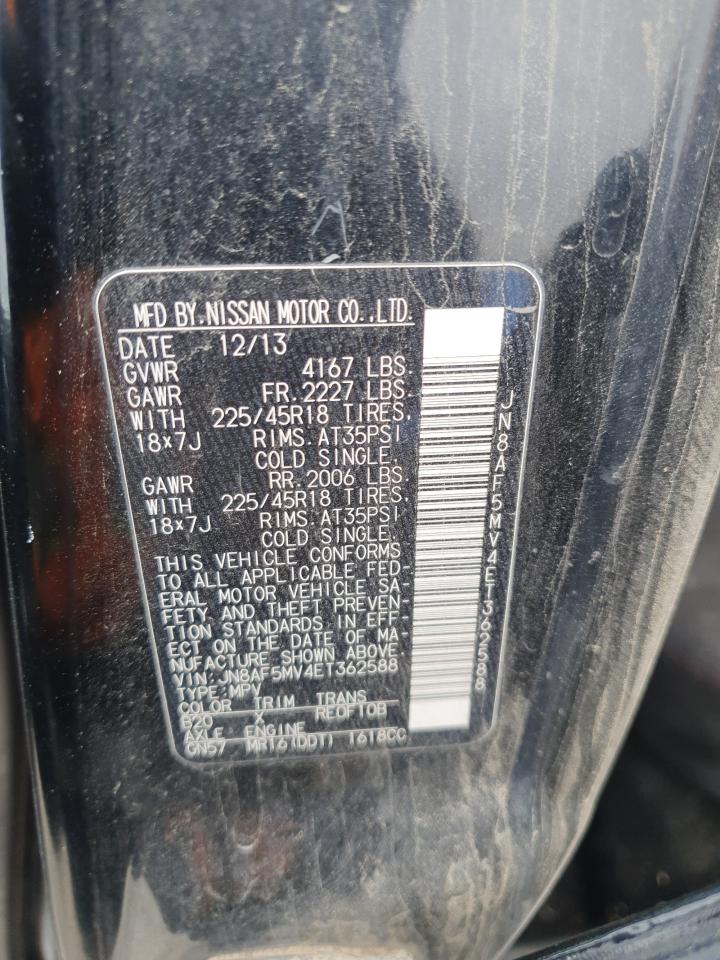 MFD BY.NISSAN MOTOR CO.,LTD.
DATE 12/13
GVWR 4167 LBS.
GAWR FR.2227 LBS.
WITH 225/45R18 TIRES,
18×7J RIMS.AT35PSI
COLD SINGLE.
GAWR RR.2006 LBS.
WITH 225/45R18 TIRES,
18×7J RIMS.AT35PSI
COLD SINGLE.
THIS VEHICLE CONFORMS
TO ALL APPLICABLE FED-
ERAL MOTOR VEHICLE SA-
FETY AND THEFT PREVEN-
TION STANDARDS IN EFF-
ECT ON THE DATE OF MA-
NUFACTURE SHOWN ABOVE.
VIN: JN8AF5MV4ET362588
TYPE:MPV
COLOR TRIM TRANS
B20 X RE0F10B
AXLE ENGINE
GN57 MR16(DDT) 1618CC
JN8AF5MV4ET362588